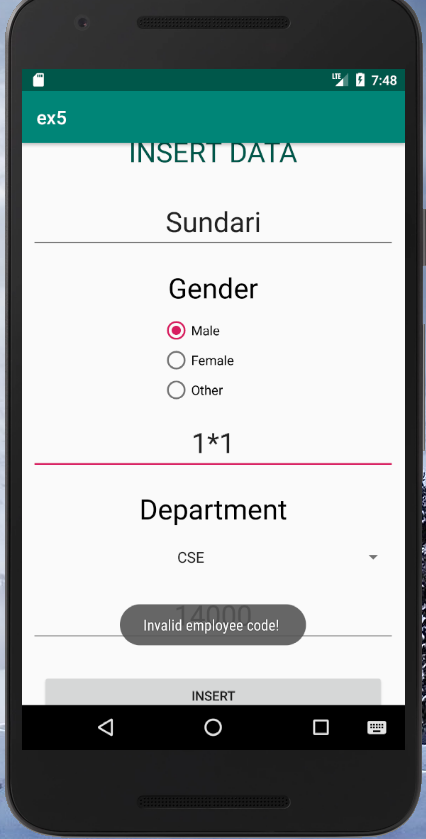 LTE 7:48
ex5
INSERT DATA
Sundari
Gender
Male
Female
Other
1*1
Department
CSE
14000
Invalid employee code!
INSERT